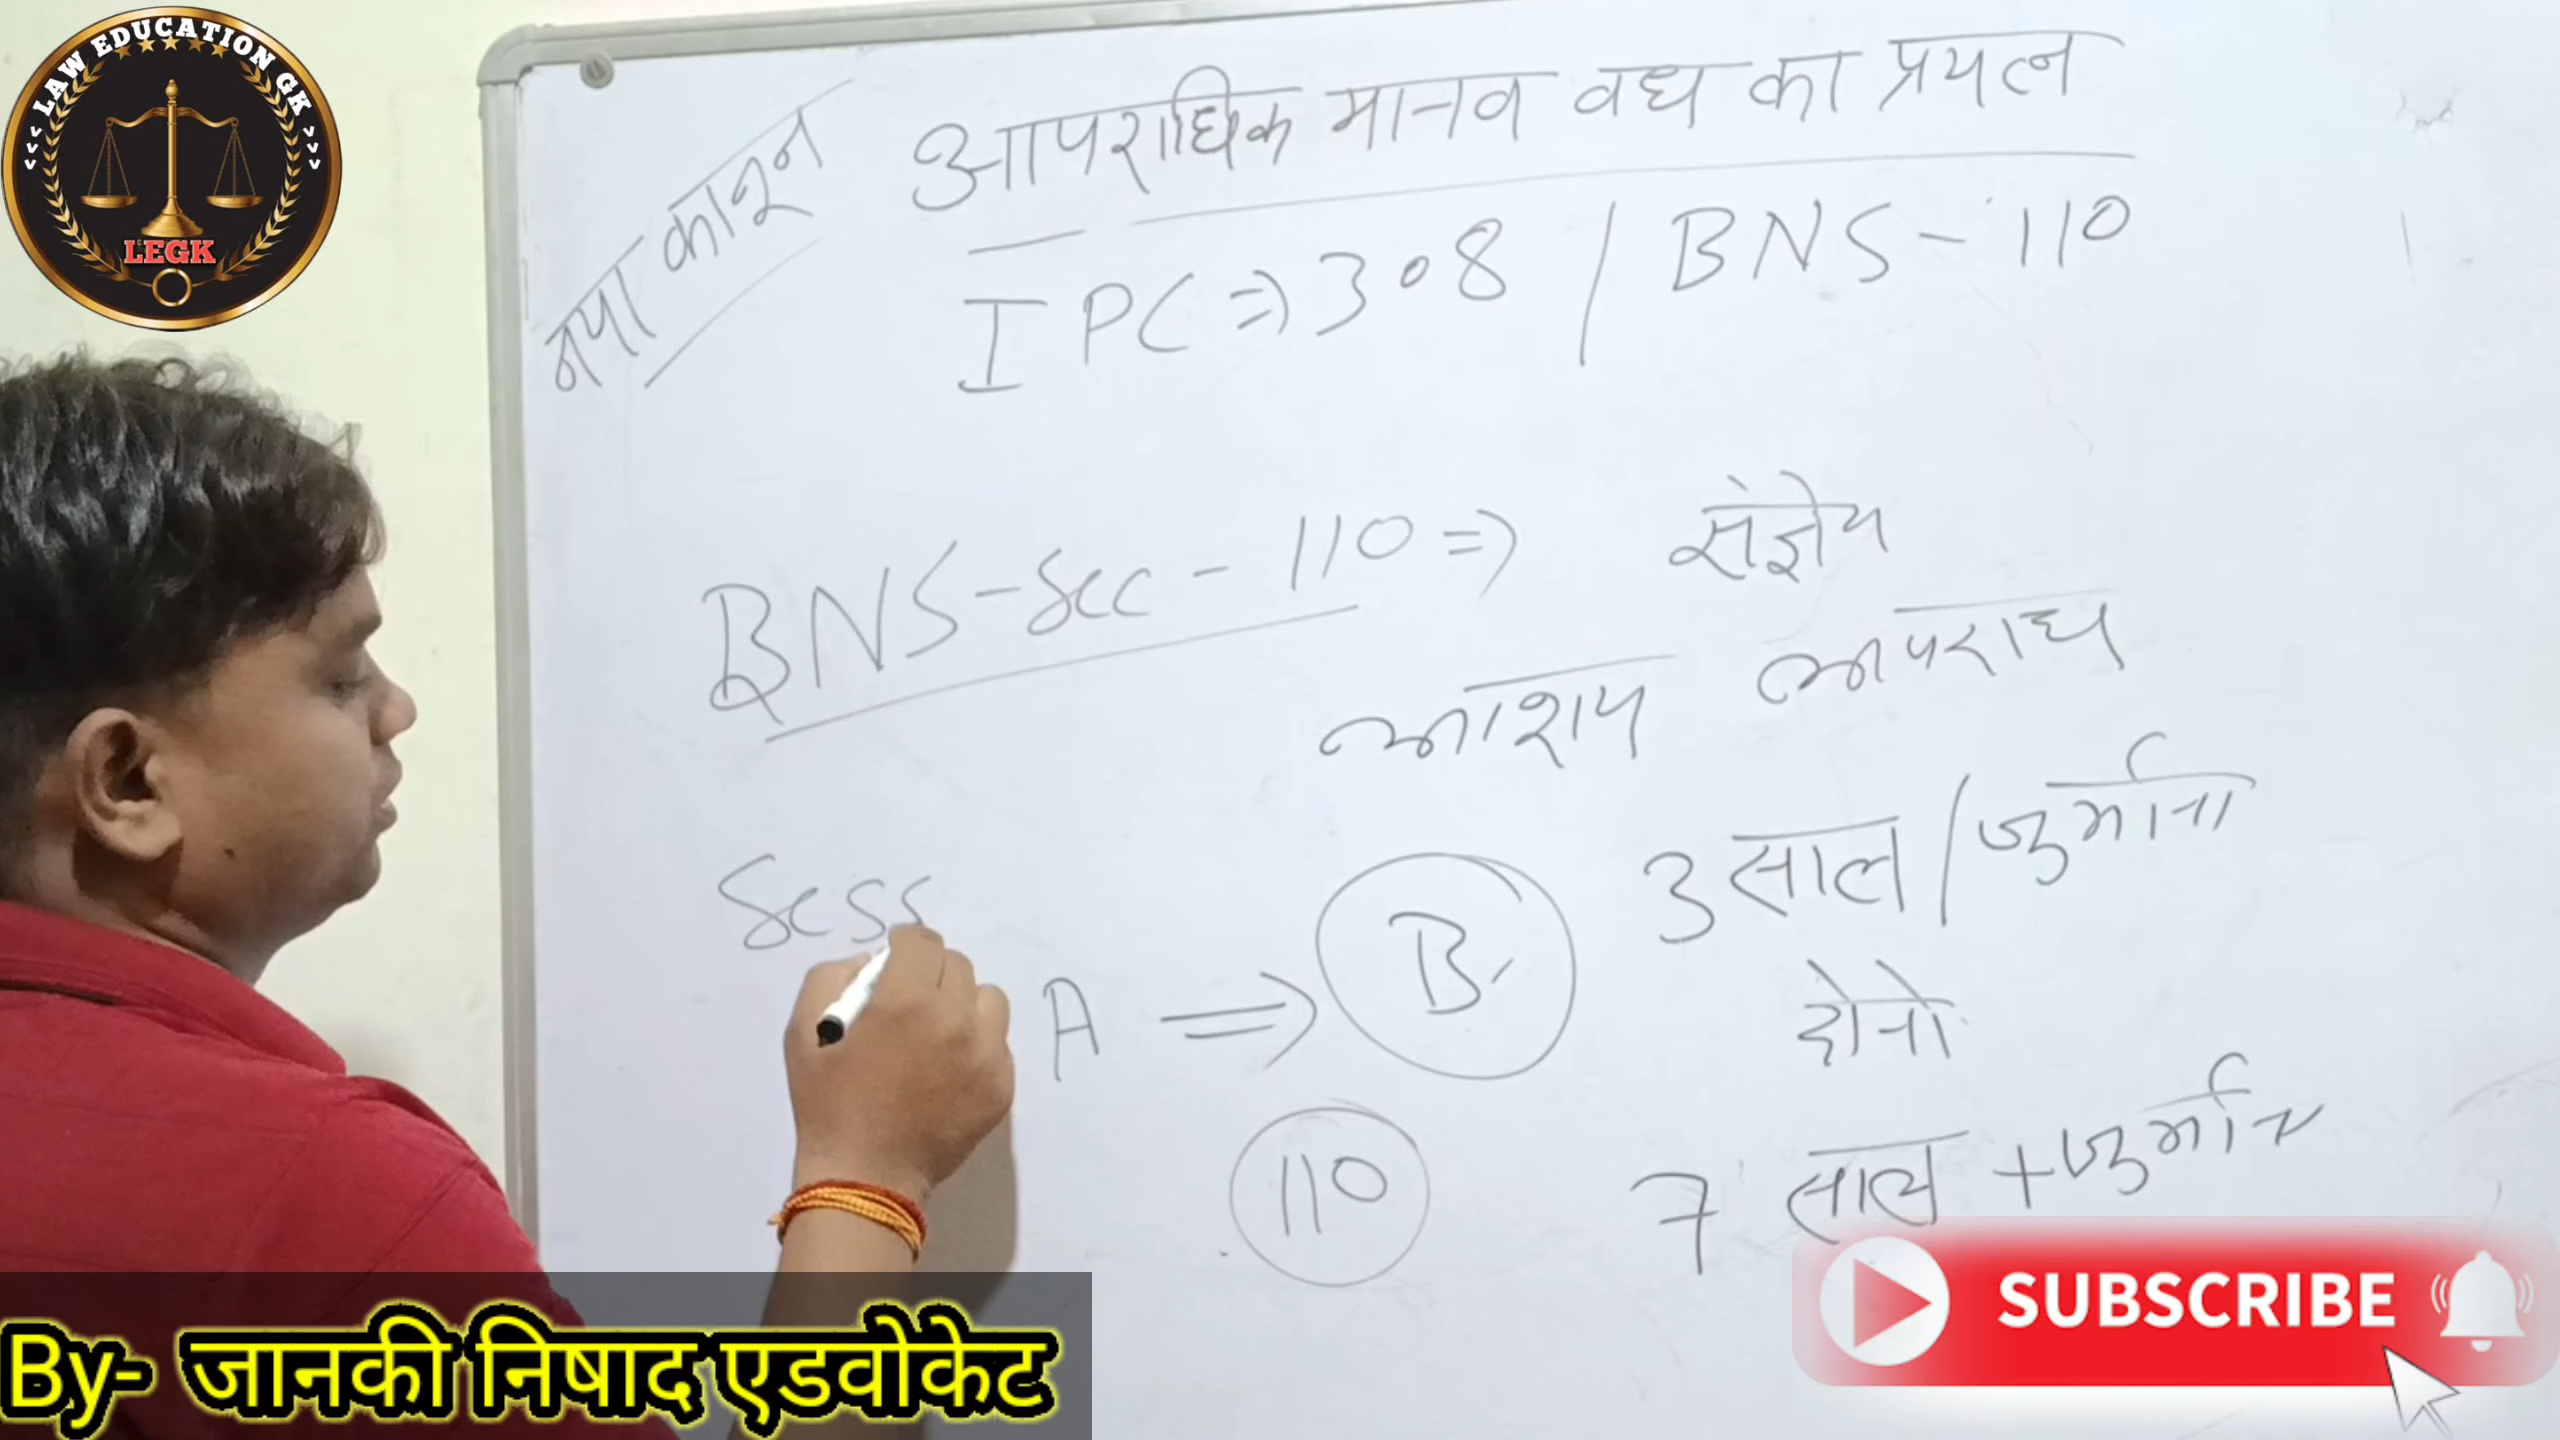 LAW EDUCATION GK
LEGK
नया कानून
आपराधिक मानव वध का प्रयत्न
IPC ⇒ 308 / BNS - 110
BNS - Sec - 110 ⇒ संज्ञेय
आशय अपराध
3 साल / जुर्माना
दोनो
Sess
A ⇒ B
110
7 साल + जुर्मान
SUBSCRIBE
By- जानकी निषाद एडवोकेट